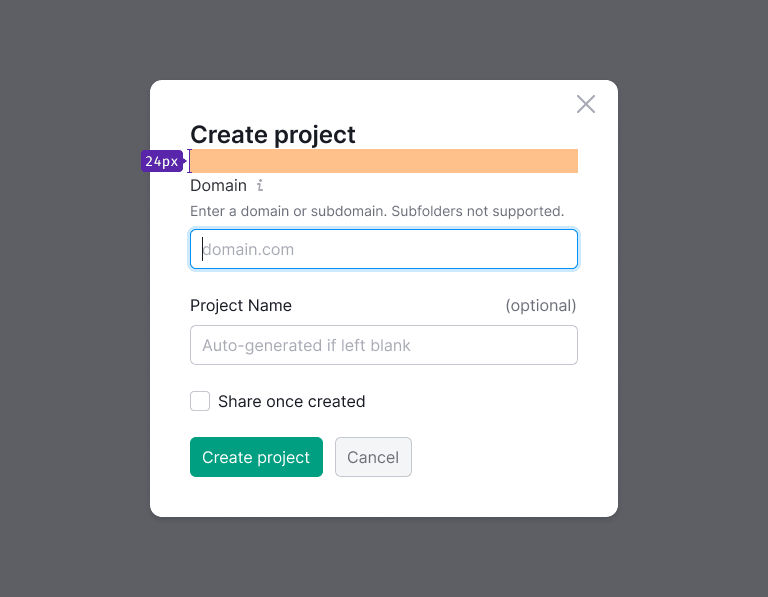 Create project
24px
Domain i
Enter a domain or subdomain. Subfolders not supported.
domain.com
Project Name (optional)
Auto-generated if left blank
Share once created
Create project Cancel